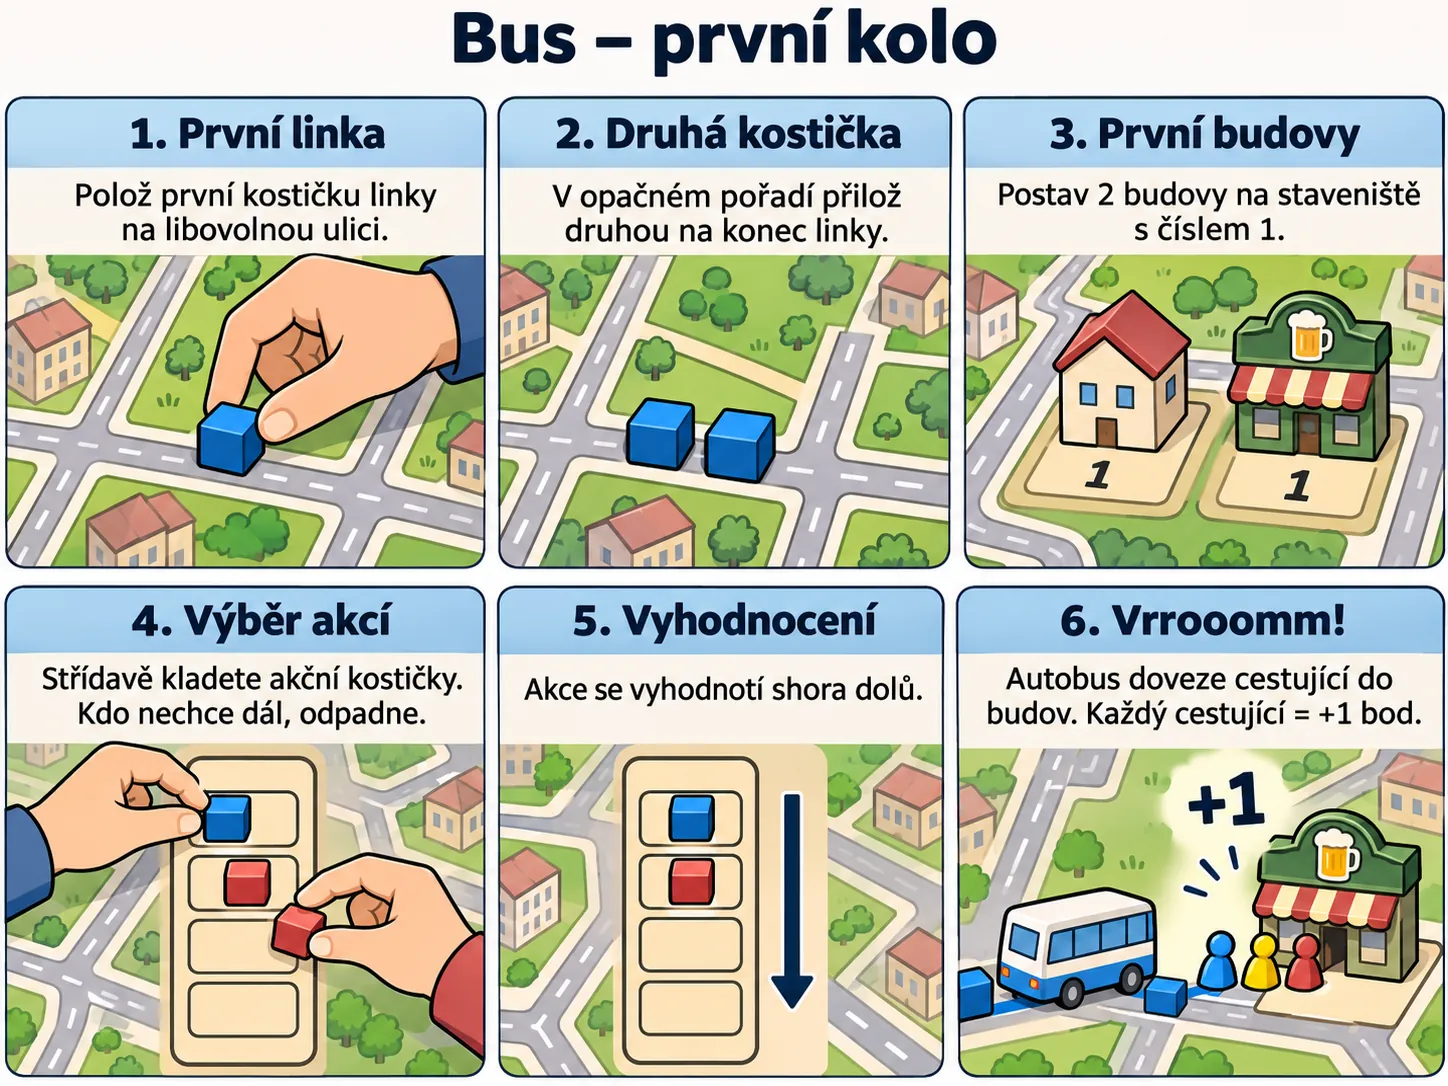 Bus – první kolo
1. První linka
Polož první kostičku linky
na libovolnou ulici.
2. Druhá kostička
V opačném pořadí přilož
druhou na konec linky.
3. První budovy
Postav 2 budovy na staveniště
s číslem 1.
1
1
4. Výběr akcí
Střídavě kladete akční kostičky.
Kdo nechce dál, odpadne.
5. Vyhodnocení
Akce se vyhodnotí shora dolů.
6. Vrrooomm!
Autobus doveze cestující do
budov. Každý cestující = +1 bod.
+1